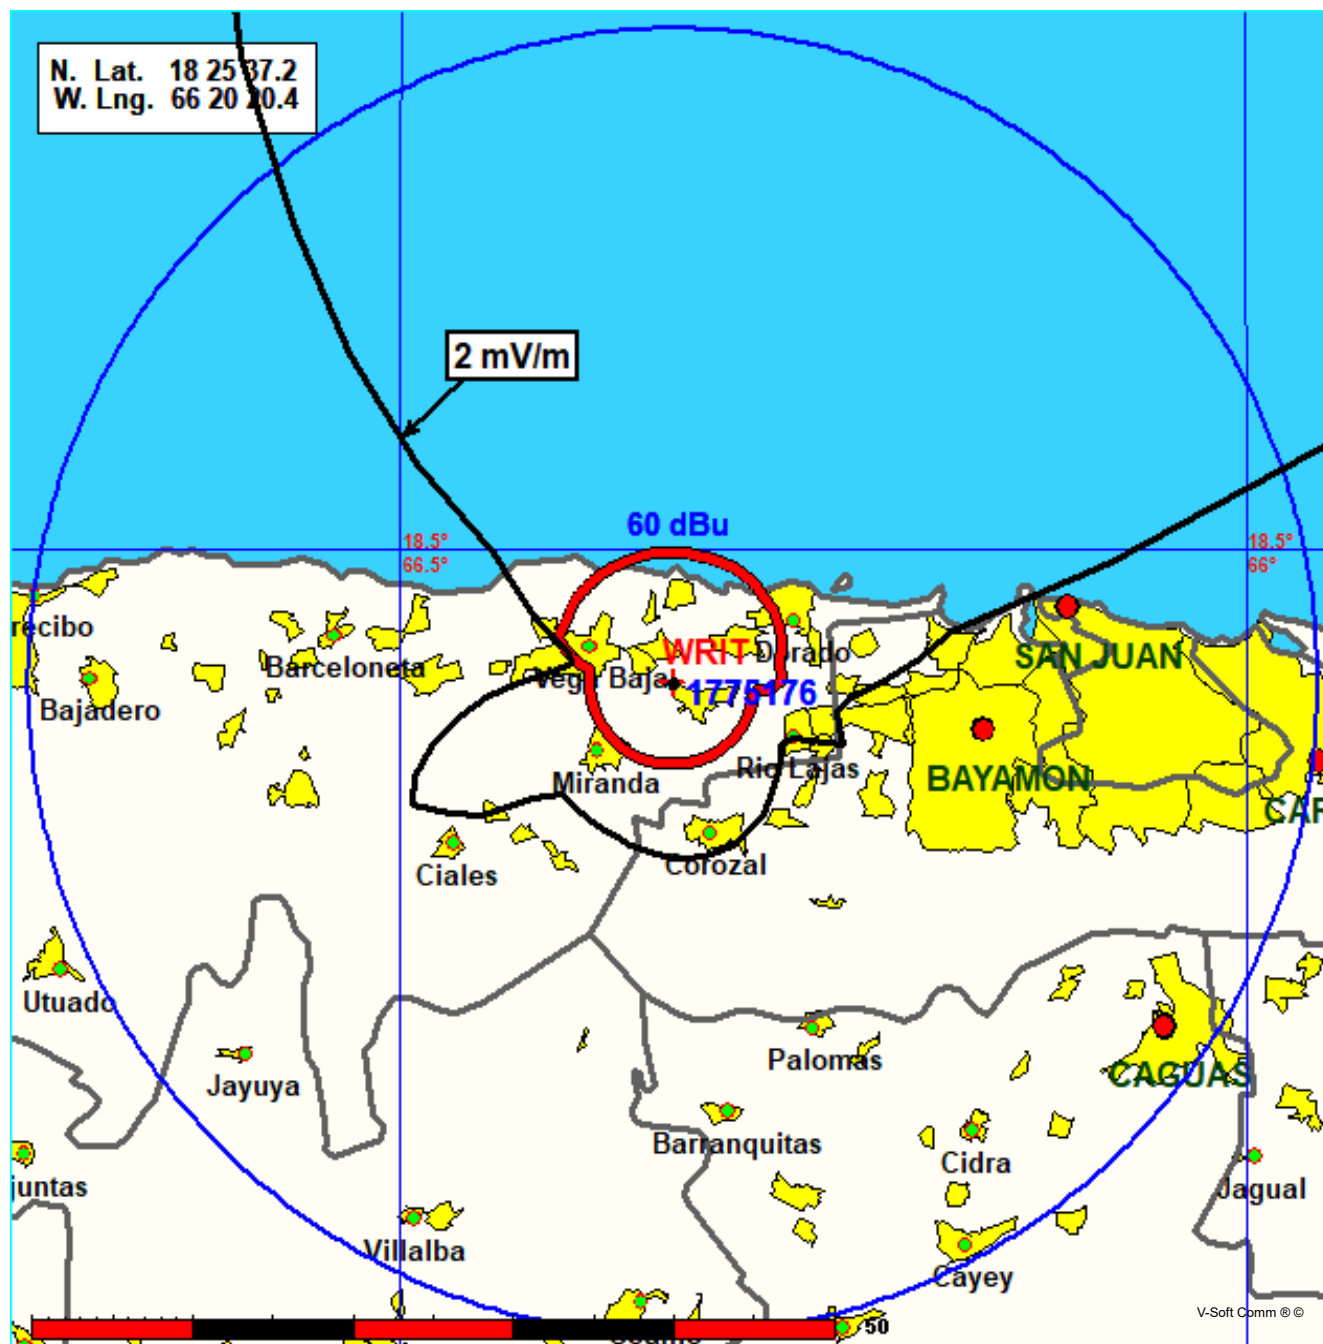 N. Lat. 18 25 37.2
W. Lng. 66 20 20.4
2 mV/m
60 dBu
18.5°
66.5°
18.5°
66°
recibo
Barceloneta
Bajadero
Vega Baja
WRIT
Dorado
1775176
SAN JUAN
Miranda
Rio Lajas
BAYAMON
CAR
Ciales
Corozal
Utuado
Jayuya
Palomas
CAGUAS
Barranquitas
Cidra
juntas
Jagual
Villalba
Cayey
V-Soft Comm ® ©
50